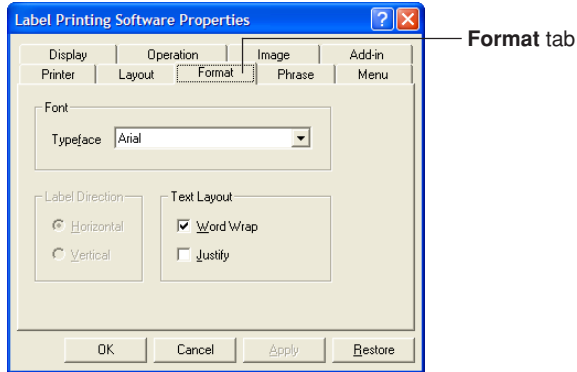 Label Printing Software Properties
Format tab
Display Operation Image Add-in
Printer Layout Format Phrase Menu
Font
Typeface Arial
Label Direction
Horizontal
Vertical
Text Layout
Word Wrap
Justify
OK Cancel Apply Restore